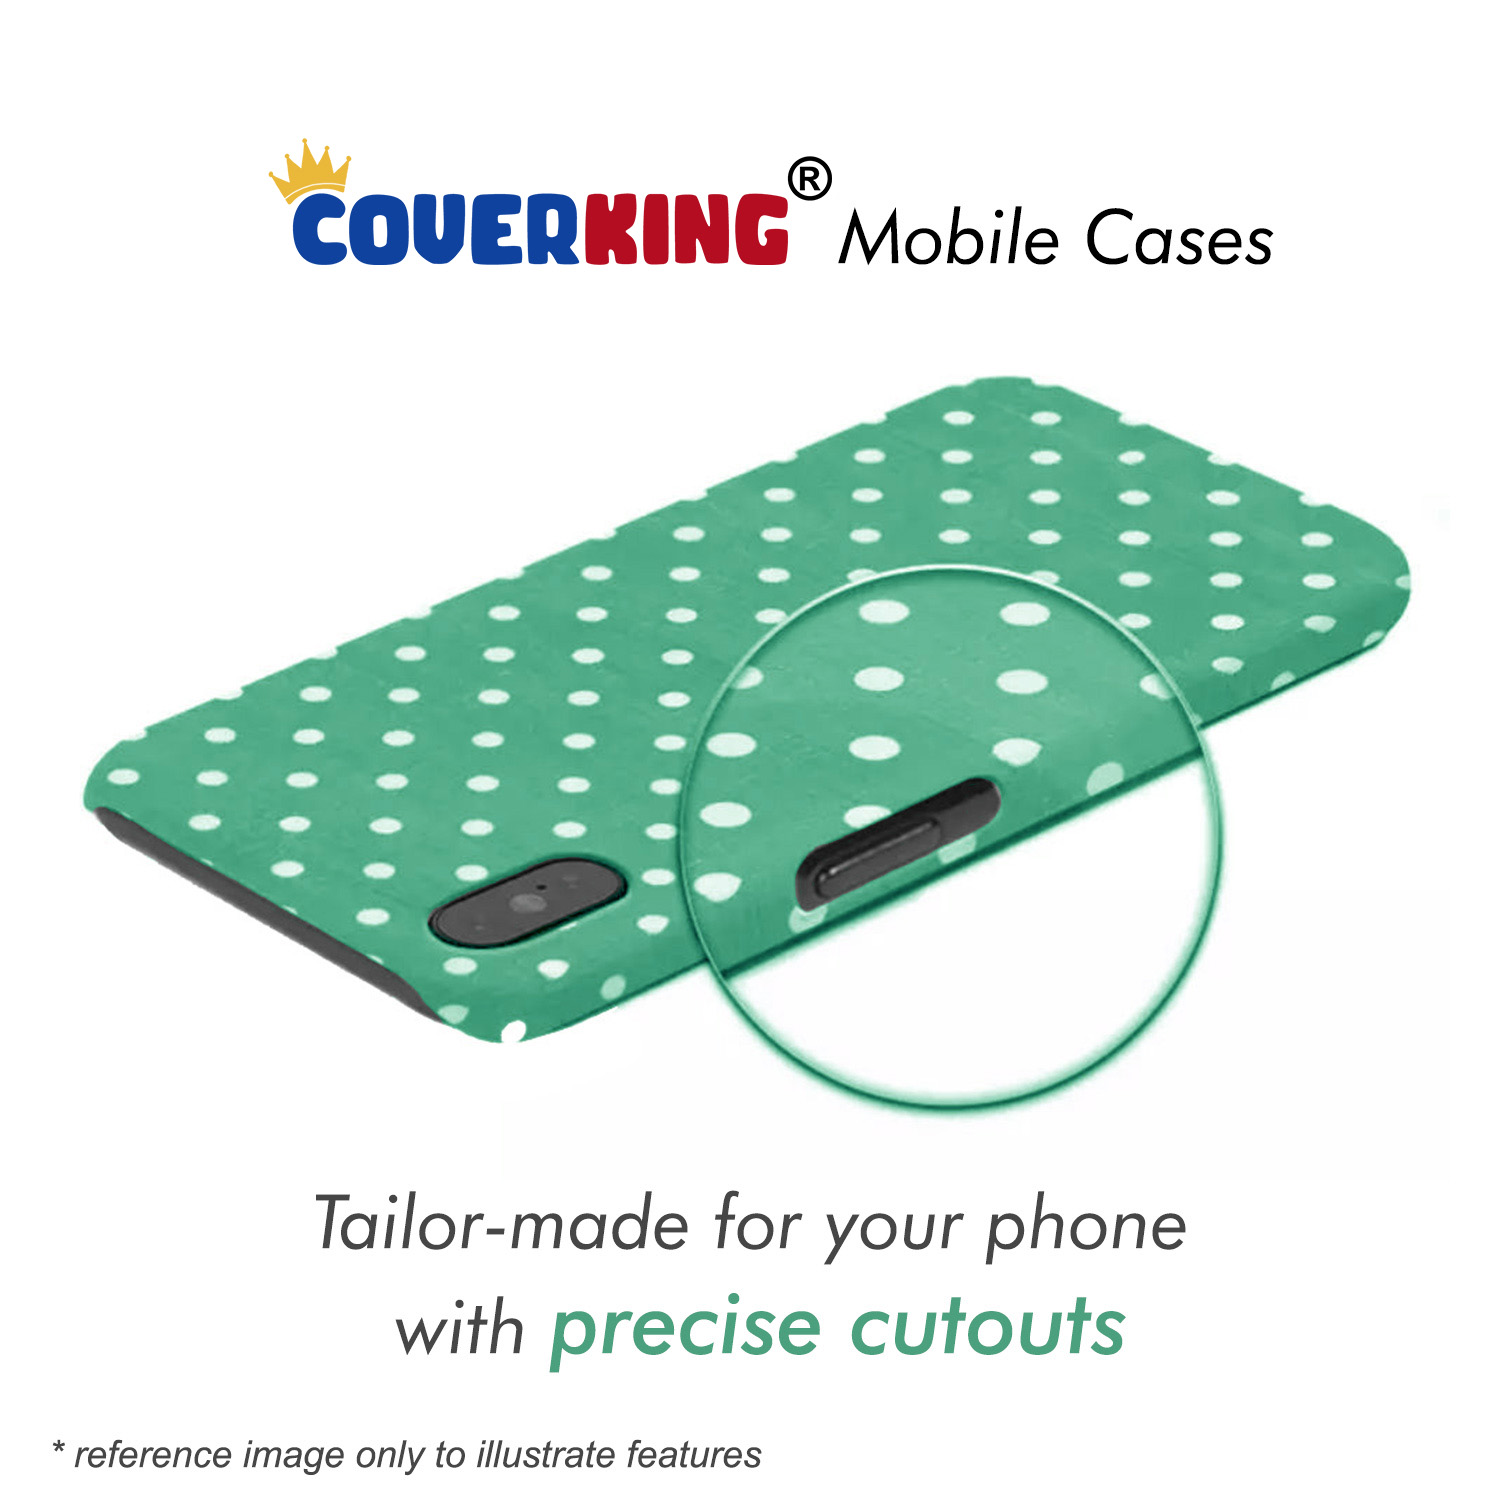 COVERKING® Mobile Cases
Tailor-made for your phone
with precise cutouts
* reference image only to illustrate features